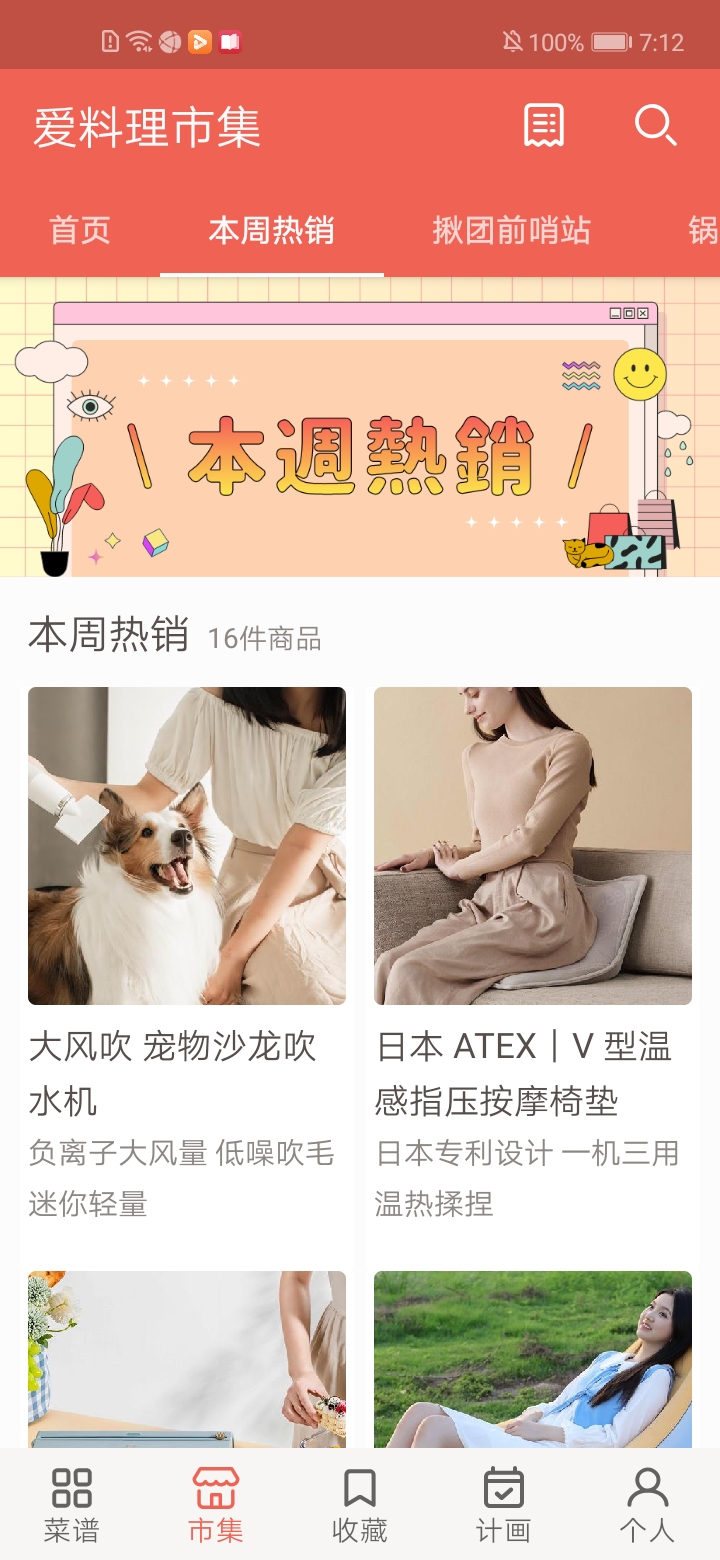 100%
7:12
爱料理市集
首页
本周热销
揪团前哨站
锅
本週熱銷
本周热销 16件商品
大风吹 宠物沙龙吹
水机
负离子大风量 低噪吹毛
迷你轻量
日本 ATEX｜V 型温
感指压按摩椅垫
日本专利设计 一机三用
温热揉捏
菜谱
市集
收藏
计画
个人